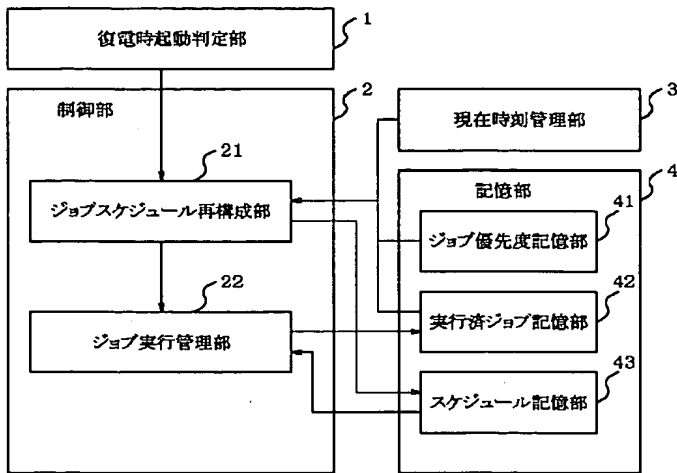 復電時起動判定部
1
制御部
2
現在時刻管理部
3
21
ジョブスケジュール再構成部
記憶部
4
41
ジョブ優先度記憶部
22
ジョブ実行管理部
42
実行済ジョブ記憶部
43
スケジュール記憶部